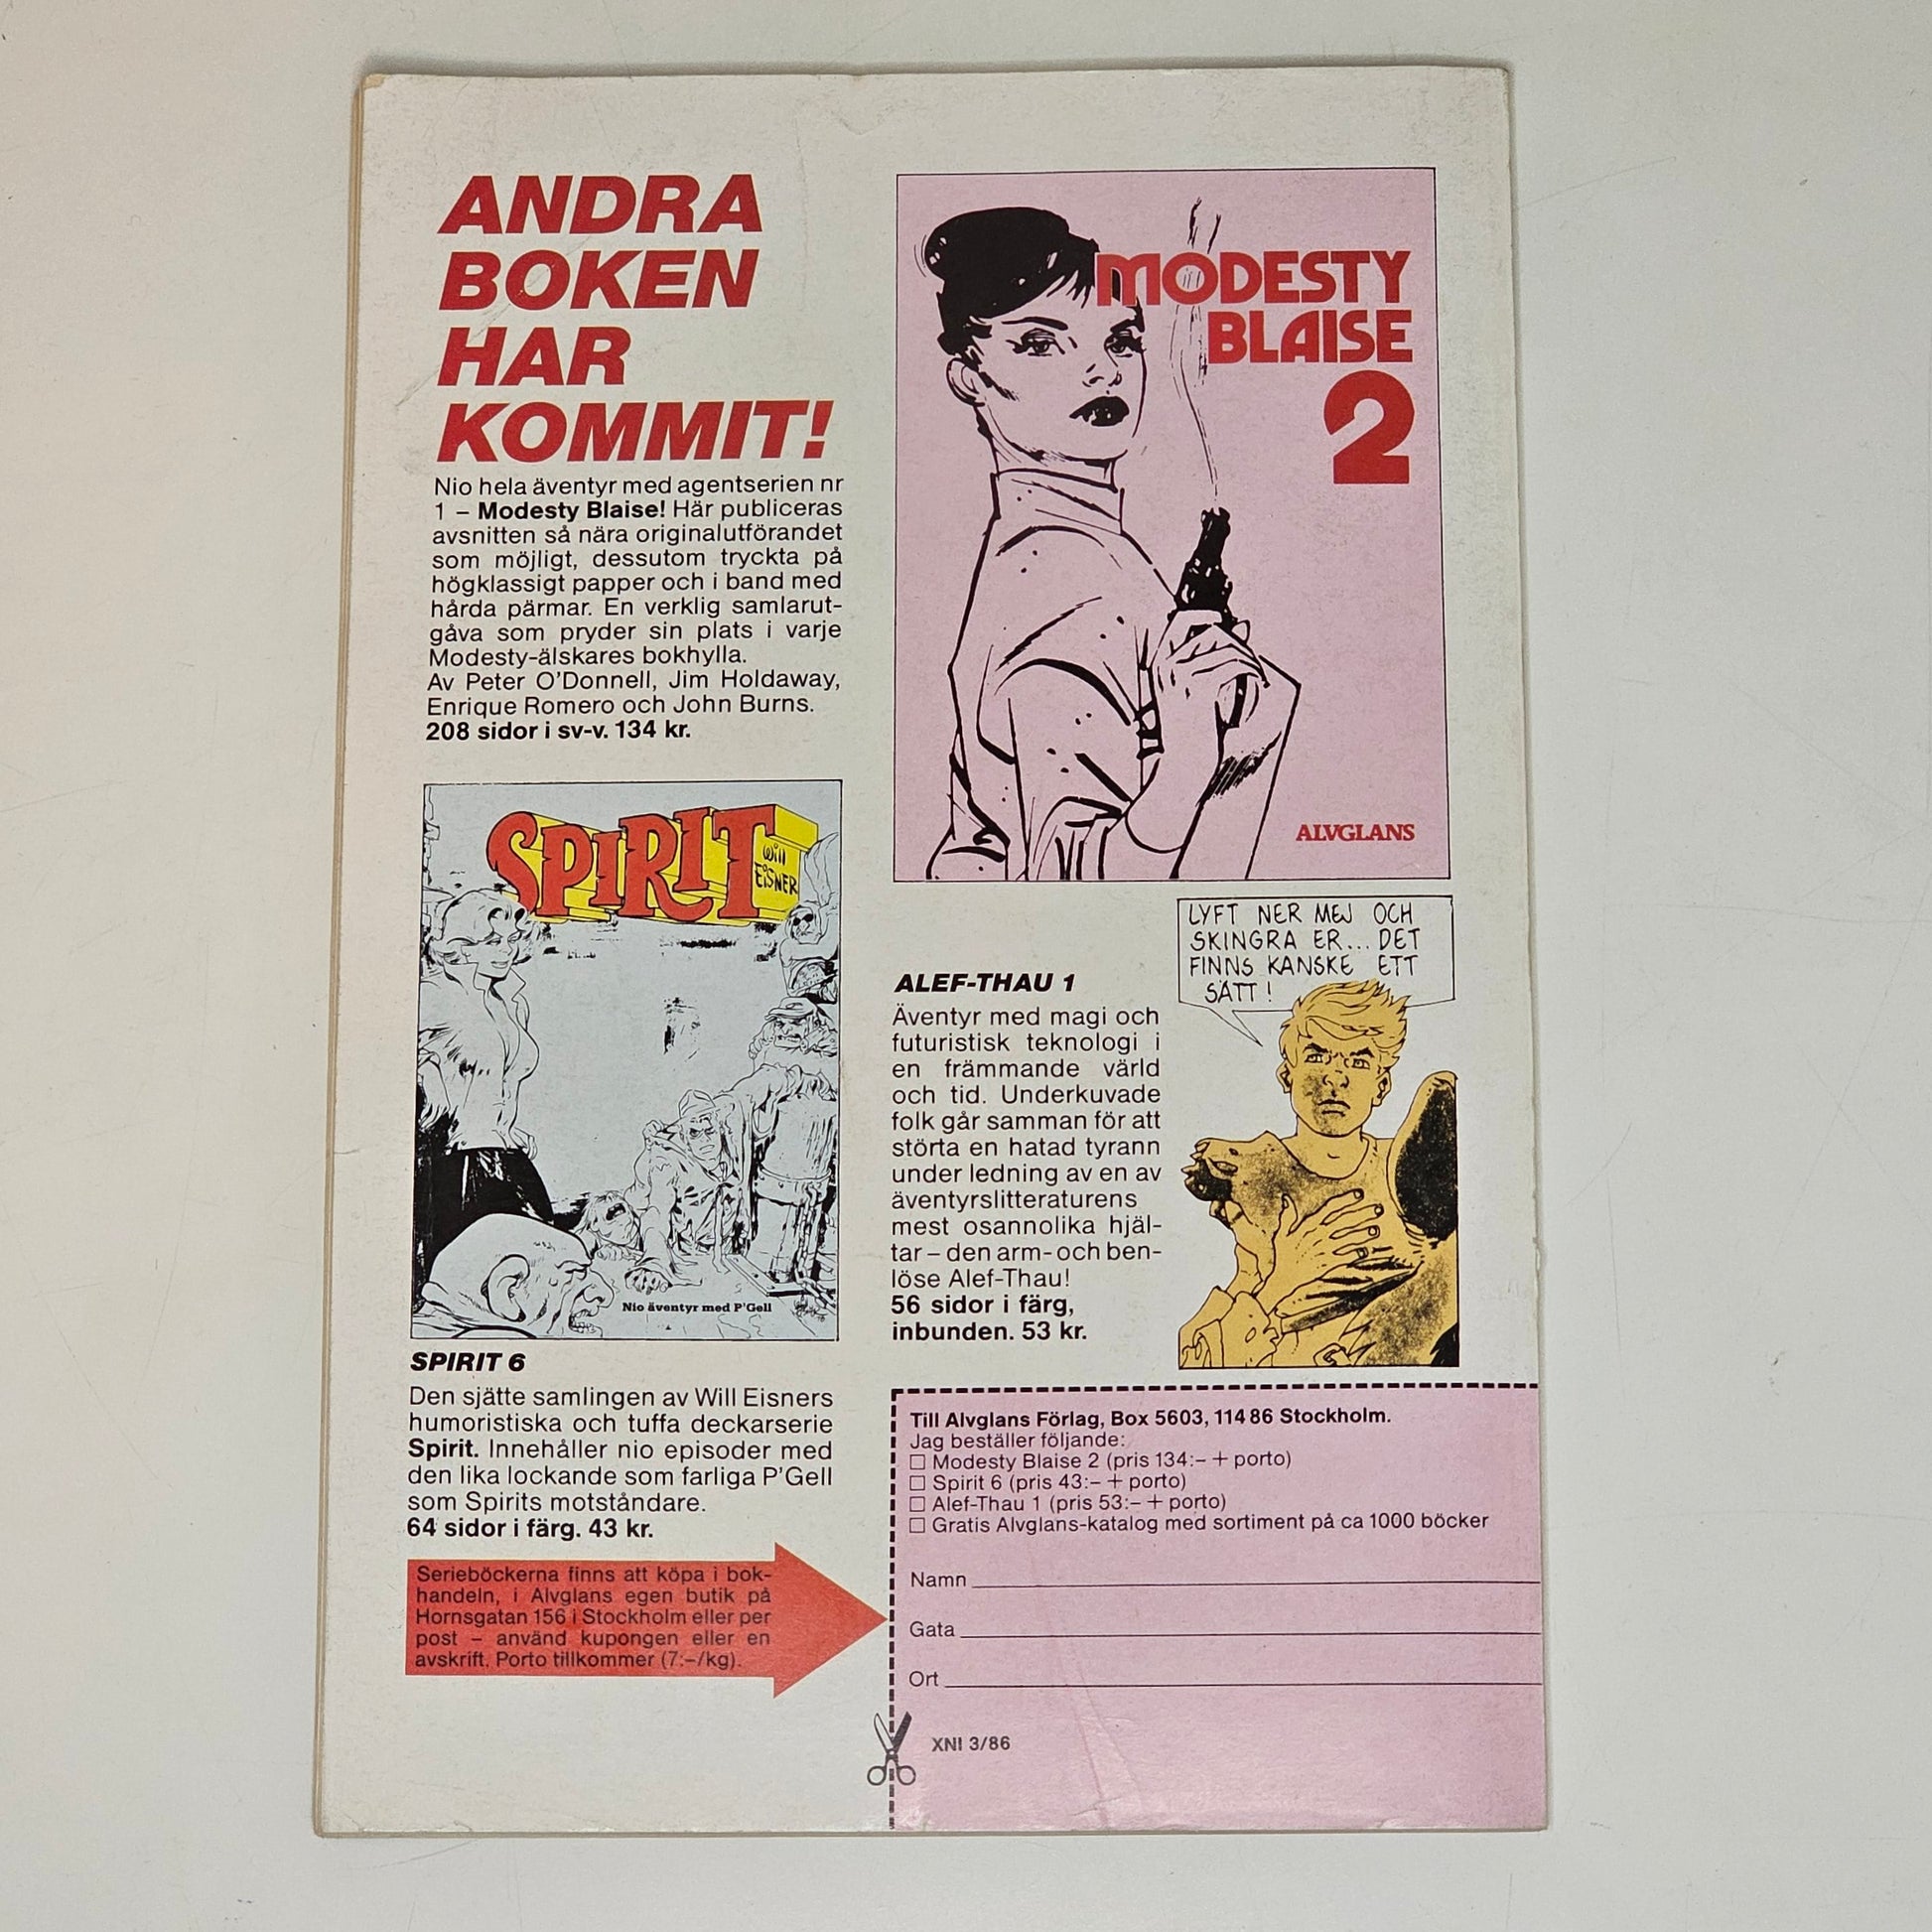 ANDRA
BOKEN
HAR
KOMMIT!
Nio hela äventyr med agentserien nr
1 – Modesty Blaise! Här publiceras
avsnitten så nära originalutförandet
som möjligt, dessutom tryckta på
högklassigt papper och i band med
hårda pärmar. En verklig samlarut-
gåva som pryder sin plats i varje
Modesty-älskares bokhylla.
Av Peter O'Donnell, Jim Holdaway,
Enrique Romero och John Burns.
208 sidor i sv-v. 134 kr.
MODESTY
BLAISE
2
ALVGLANS
SPIRIT
Will
EISNER
Nio äventyr med P'Gell
SPIRIT 6
Den sjätte samlingen av Will Eisners
humoristiska och tuffa deckarserie
Spirit. Innehåller nio episoder med
den lika lockande som farliga P'Gell
som Spirits motståndare.
64 sidor i färg. 43 kr.
LYFT NER MEJ OCH
SKINGRA ER... DET
FINNS KANSKE ETT
SÄTT!
ALEF-THAU 1
Äventyr med magi och
futuristisk teknologi i
en främmande värld
och tid. Underkuvade
folk går samman för att
störta en hatad tyrann
under ledning av en av
äventyrslitteraturens
mest osannolika hjäl-
tar – den arm- och ben-
löse Alef-Thau!
56 sidor i färg,
inbunden. 53 kr.
Serieböckerna finns att köpa i bok-
handeln, i Alvglans egen butik på
Hornsgatan 156 i Stockholm eller per
post – använd kupongen eller en
avskrift. Porto tillkommer (7:–/kg).
Till Alvglans Förlag, Box 5603, 114 86 Stockholm.
Jag beställer följande:
☐ Modesty Blaise 2 (pris 134:– + porto)
☐ Spirit 6 (pris 43:– + porto)
☐ Alef-Thau 1 (pris 53:– + porto)
☐ Gratis Alvglans-katalog med sortiment på ca 1000 böcker
Namn
Gata
Ort
XNI 3/86